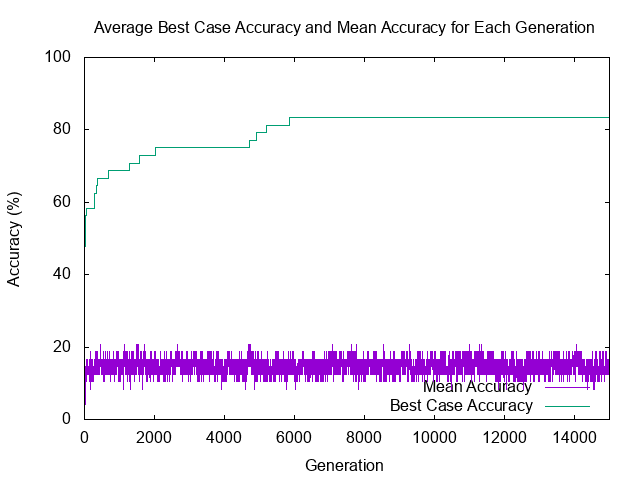 Average Best Case Accuracy and Mean Accuracy for Each Generation
100
80
60
40
20
0
Accuracy (%)
Mean Accuracy
Best Case Accuracy
0 2000 4000 6000 8000 10000 12000 14000
Generation